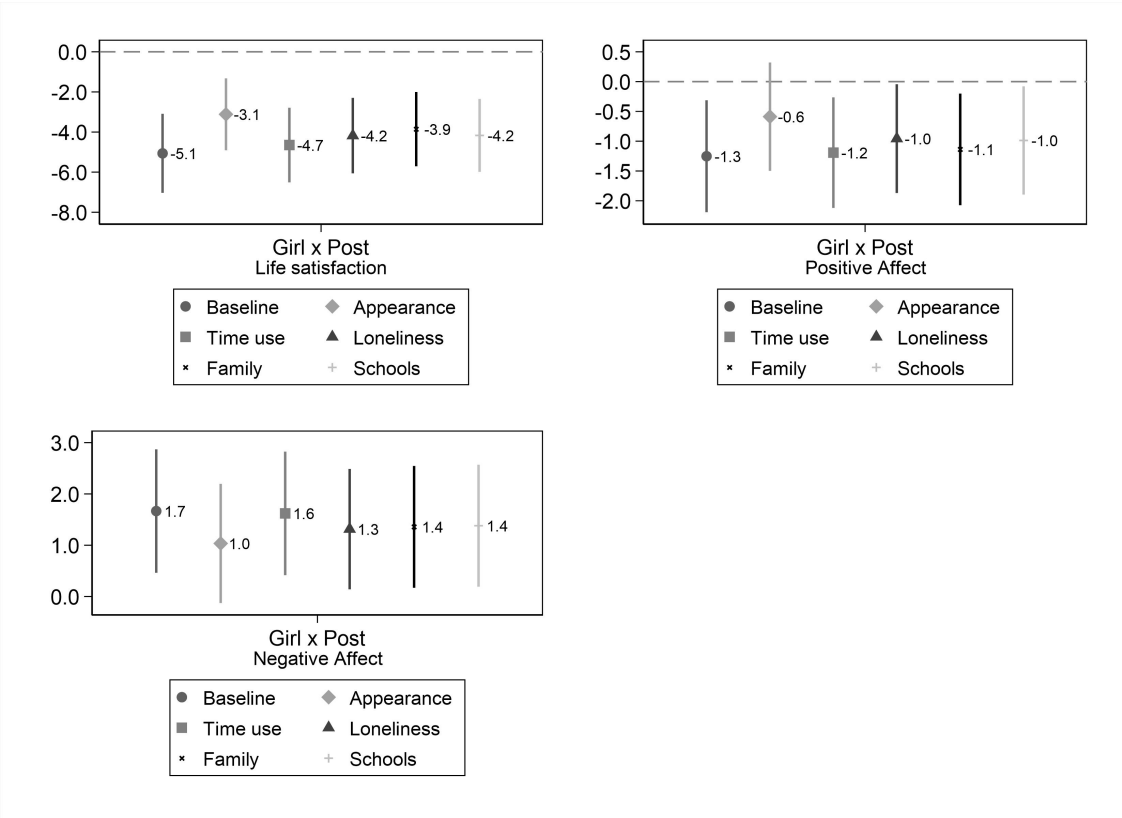 0.0
-2.0
-4.0
-6.0
-8.0
-5.1
-3.1
-4.7
-4.2
-3.9
-4.2
Girl x Post
Life satisfaction
Baseline Appearance
Time use Loneliness
Family Schools
0.5
0.0
-0.5
-1.0
-1.5
-2.0
-1.3
-0.6
-1.2
-1.0
-1.1
-1.0
Girl x Post
Positive Affect
Baseline Appearance
Time use Loneliness
Family Schools
3.0
2.0
1.0
0.0
1.7
1.0
1.6
1.3
1.4
1.4
Girl x Post
Negative Affect
Baseline Appearance
Time use Loneliness
Family Schools